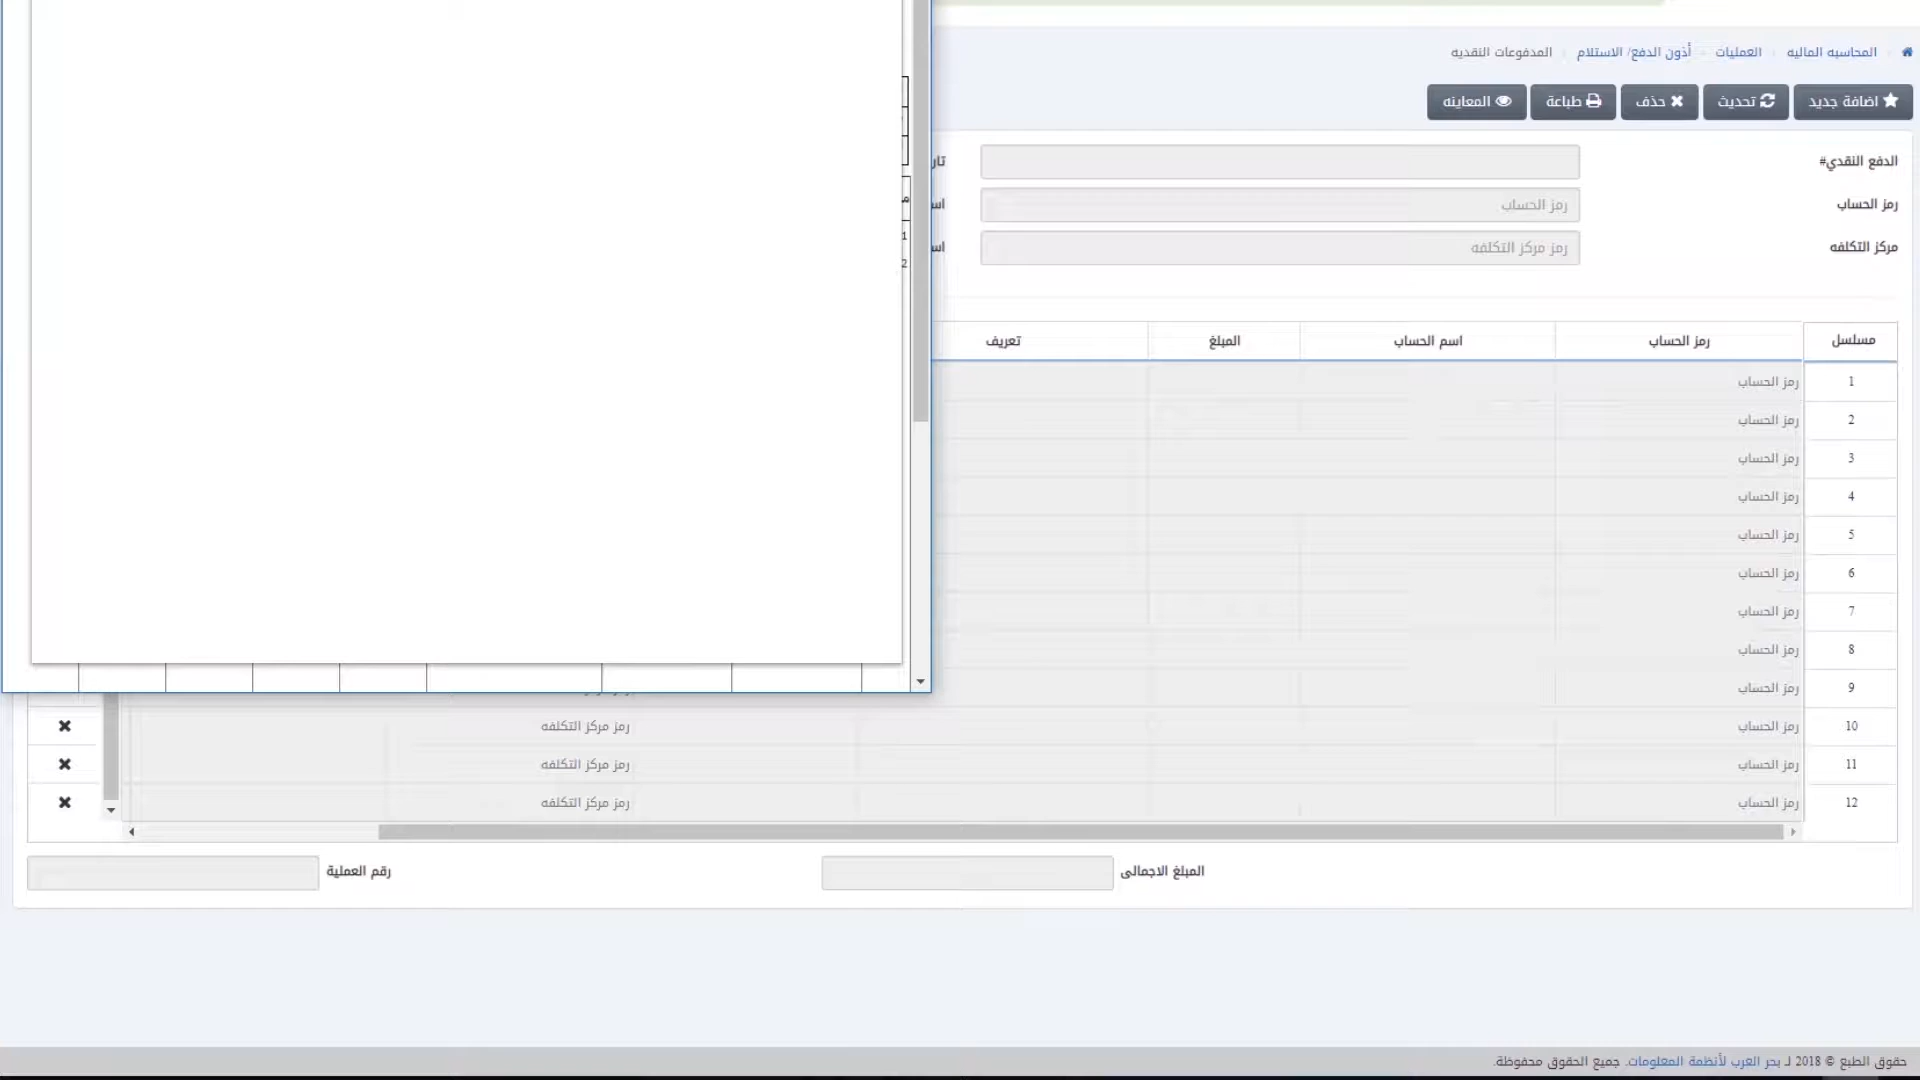 المحاسبه الماليه العمليات أذون الدفع/ الاستلام المدفوعات النقديه
اضافة جديد تحديث حذف طباعة المعاينه
الدفع النقدي#
رمز الحساب رمز الحساب
مركز التكلفه رمز مركز التكلفه
1
2
مسلسل رمز الحساب اسم الحساب المبلغ تعريف
1 رمز الحساب
2 رمز الحساب
3 رمز الحساب
4 رمز الحساب
5 رمز الحساب
6 رمز الحساب
7 رمز الحساب
8 رمز الحساب
9 رمز الحساب
10 رمز الحساب رمز مركز التكلفه
11 رمز الحساب رمز مركز التكلفه
12 رمز الحساب رمز مركز التكلفه
المبلغ الاجمالى رقم العملية
حقوق الطبع © 2018 لـ بحر العرب لأنظمة المعلومات. جميع الحقوق محفوظة.